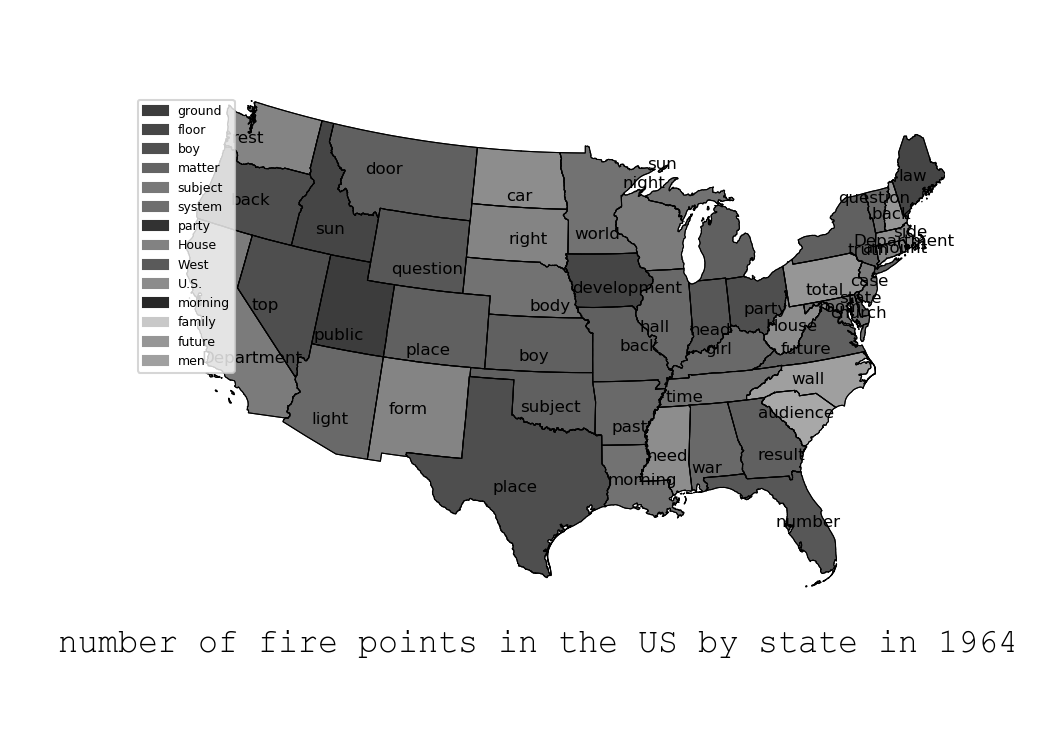 ground
floor
boy
matter
subject
system
party
House
West
U.S.
morning
family
future
men
rest
back
Department
sun
top
public
light
door
question
place
form
car
right
body
boy
subject
place
sun
night
world
development
back
past
morning
hall
head
girl
time
need
war
party
House
future
total
wall
audience
result
number
law
question
back
side
Department
amount
case
state
church
number of fire points in the US by state in 1964